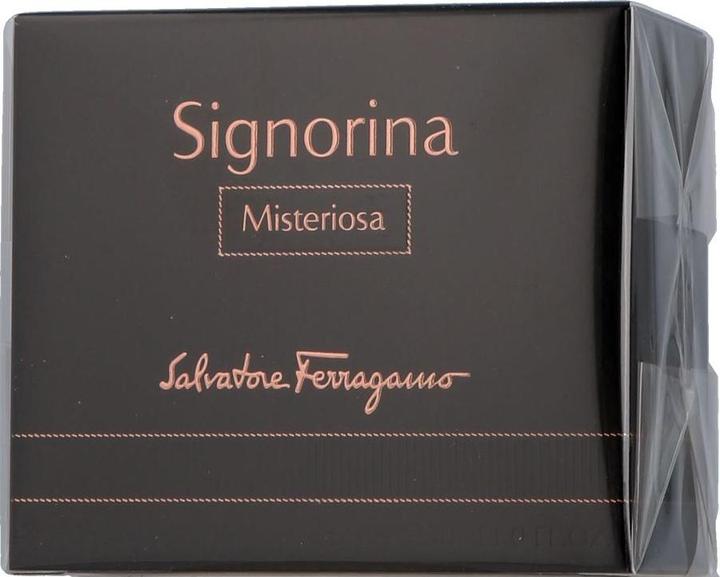 Signorina
Misteriosa
Salvatore Ferragamo